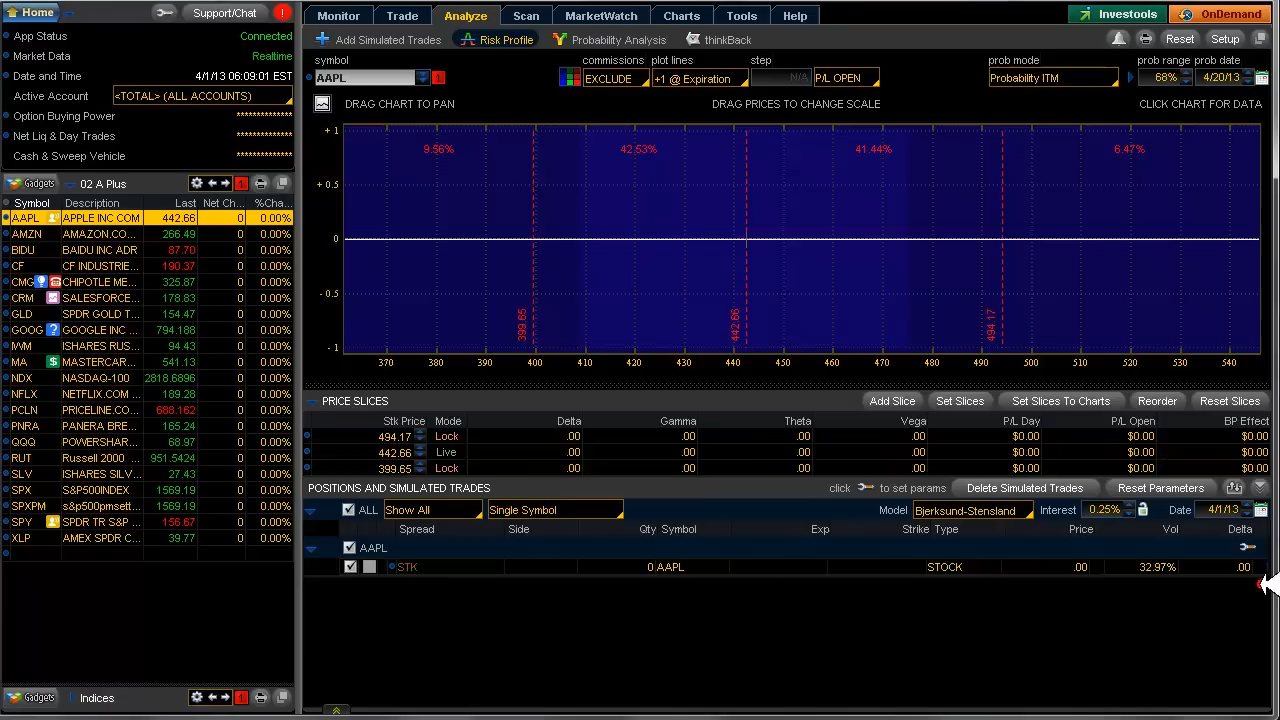 Home Support/Chat !
App Status Connected
Market Data Realtime
Date and Time 4/1/13 06:09:01 EST
Active Account <TOTAL> (ALL ACCOUNTS)
Option Buying Power **************
Net Liq & Day Trades **************
Cash & Sweep Vehicle **************
Gadgets 02 A Plus 1
Symbol Description Last Net Ch... %Cha...
AAPL APPLE INC COM 442.66 0 0.00%
AMZN AMAZON.CO... 266.49 0 0.00%
BIDU BAIDU INC ADR 87.70 0 0.00%
CF CF INDUSTRIE... 190.37 0 0.00%
CMG CHIPOTLE ME... 325.87 0 0.00%
CRM SALESFORCE... 178.83 0 0.00%
GLD SPDR GOLD T... 154.47 0 0.00%
GOOG ? GOOGLE INC ... 794.188 0 0.00%
IWM ISHARES RUS... 94.43 0 0.00%
MA $ MASTERCAR... 541.13 0 0.00%
NDX NASDAQ-100 2818.6896 0 0.00%
NFLX NETFLIX.COM ... 189.28 0 0.00%
PCLN PRICELINE.CO... 688.162 0 0.00%
PNRA PANERA BRE... 165.24 0 0.00%
QQQ POWERSHAR... 68.97 0 0.00%
RUT Russell 2000 951.5424 0 0.00%
SLV ISHARES SILV... 27.43 0 0.00%
SPX S&P500INDEX 1569.19 0 0.00%
SPXPM s&p500pmsett... 1569.19 0 0.00%
SPY SPDR TR S&P ... 156.67 0 0.00%
XLP AMEX SPDR C... 39.77 0 0.00%
Gadgets Indices 1
Monitor Trade Analyze Scan MarketWatch Charts Tools Help Investools OnDemand
Add Simulated Trades Risk Profile Probability Analysis thinkBack Reset Setup
symbol commissions plot lines step prob mode prob range prob date
AAPL 1 EXCLUDE +1 @ Expiration N/A P/L OPEN Probability ITM 68% 4/20/13
DRAG CHART TO PAN DRAG PRICES TO CHANGE SCALE CLICK CHART FOR DATA
+ 1
9.56% 42.53% 41.44% 6.47%
+ 0.5
0
- 0.5
399.65 442.66 494.17
- 1
370 380 390 400 410 420 430 440 450 460 470 480 490 500 510 520 530 540
PRICE SLICES Add Slice Set Slices Set Slices To Charts Reorder Reset Slices
Stk Price Mode Delta Gamma Theta Vega P/L Day P/L Open BP Effect
494.17 Lock .00 .00 .00 .00 $0.00 $0.00 $0.00
442.66 Live .00 .00 .00 .00 $0.00 $0.00 $0.00
399.65 Lock .00 .00 .00 .00 $0.00 $0.00 $0.00
POSITIONS AND SIMULATED TRADES click to set params Delete Simulated Trades Reset Parameters
ALL Show All Single Symbol Model Bjerksund-Stensland Interest 0.25% Date 4/1/13
Spread Side Qty Symbol Exp Strike Type Price Vol Delta
AAPL
STK 0 AAPL STOCK .00 32.97% .00